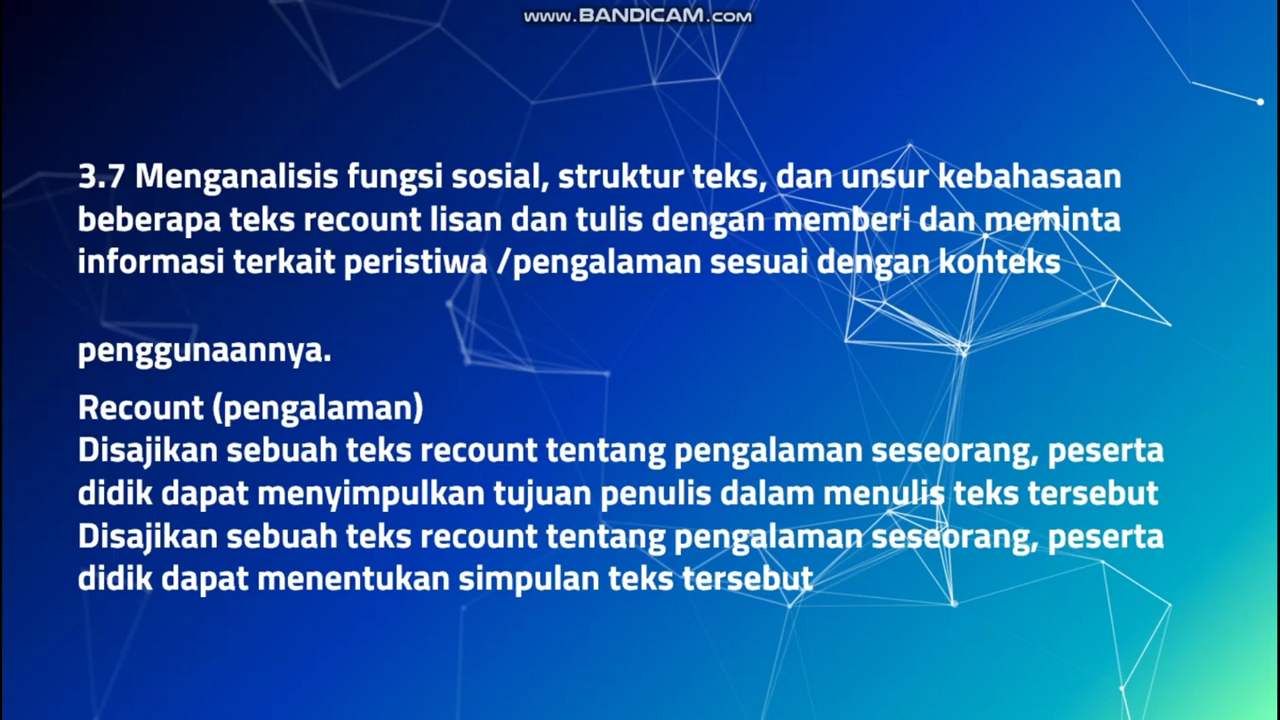 www.BANDICAM.com
3.7 Menganalisis fungsi sosial, struktur teks, dan unsur kebahasaan
beberapa teks recount lisan dan tulis dengan memberi dan meminta
informasi terkait peristiwa /pengalaman sesuai dengan konteks
penggunaannya.
Recount (pengalaman)
Disajikan sebuah teks recount tentang pengalaman seseorang, peserta
didik dapat menyimpulkan tujuan penulis dalam menulis teks tersebut
Disajikan sebuah teks recount tentang pengalaman seseorang, peserta
didik dapat menentukan simpulan teks tersebut